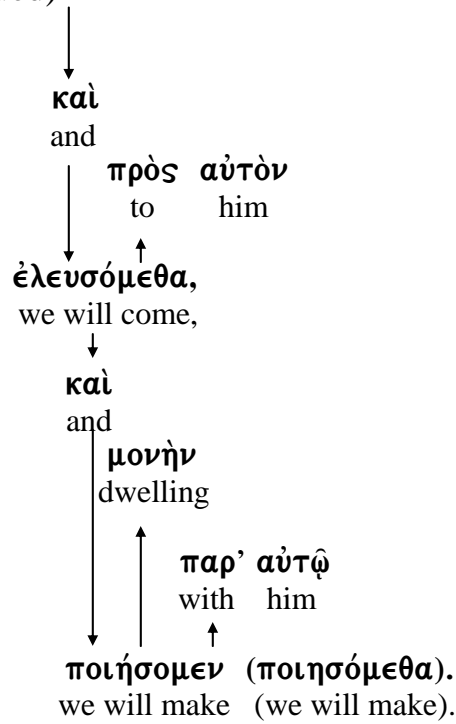 καὶ
and
πρὸς αὐτὸν
to him
ἐλευσόμεθα,
we will come,
καὶ
and
μονὴν
dwelling
παρ’ αὐτῷ
with him
ποιήσομεν (ποιησόμεθα).
we will make (we will make).